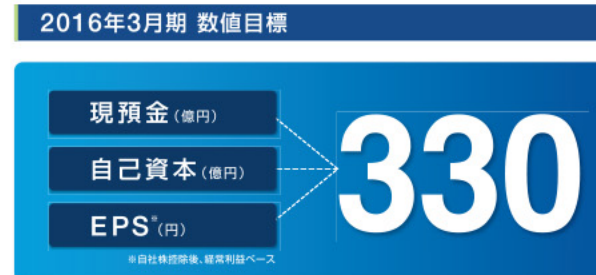 2016年3月期 数値目標
現預金(億円)
自己資本(億円)
EPS※(円)
330
※自社株控除後、経常利益ベース